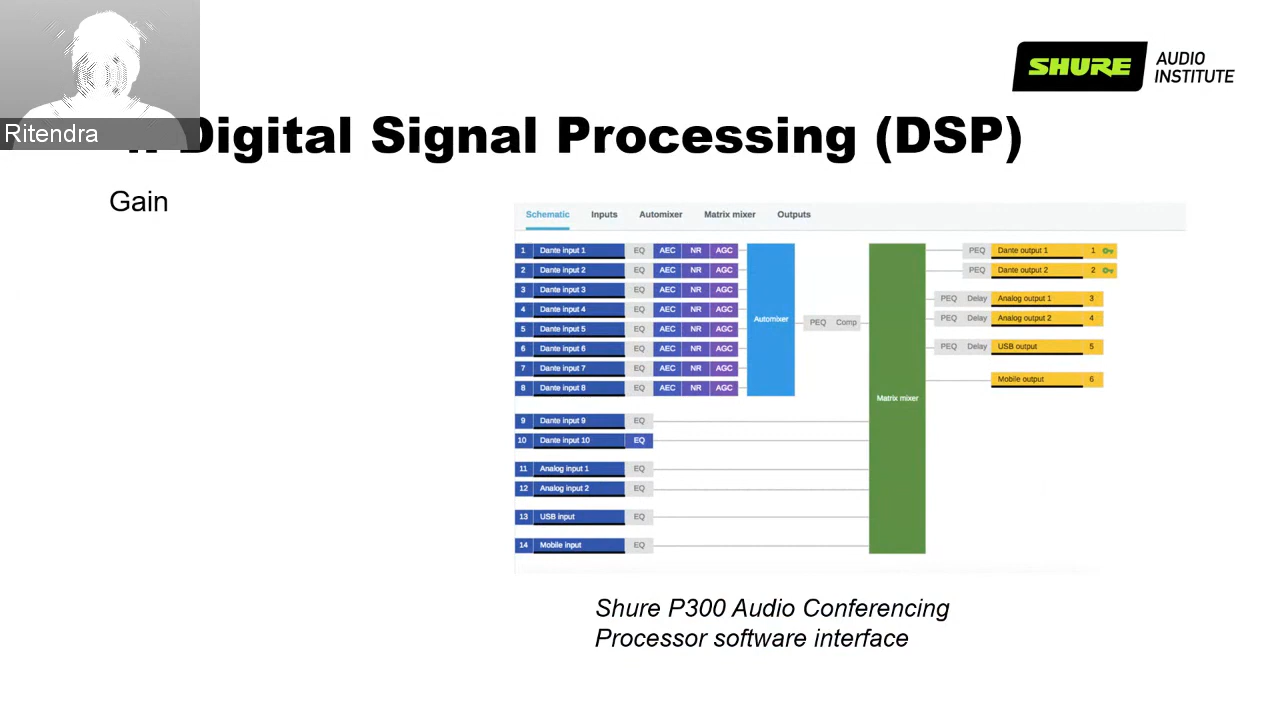 SHURE AUDIO INSTITUTE
Ritendra
Digital Signal Processing (DSP)
Gain
Schematic Inputs Automixer Matrix mixer Outputs
1 Dante input 1 EQ AEC NR AGC
2 Dante input 2 EQ AEC NR AGC
3 Dante input 3 EQ AEC NR AGC
4 Dante input 4 EQ AEC NR AGC
5 Dante input 5 EQ AEC NR AGC
6 Dante input 6 EQ AEC NR AGC
7 Dante input 7 EQ AEC NR AGC
8 Dante input 8 EQ AEC NR AGC
Automixer
PEQ Comp
9 Dante input 9 EQ
10 Dante input 10 EQ
11 Analog input 1 EQ
12 Analog input 2 EQ
13 USB input EQ
14 Mobile input EQ
Matrix mixer
PEQ Dante output 1 1
PEQ Dante output 2 2
PEQ Delay Analog output 1 3
PEQ Delay Analog output 2 4
PEQ Delay USB output 5
Mobile output 6
Shure P300 Audio Conferencing
Processor software interface